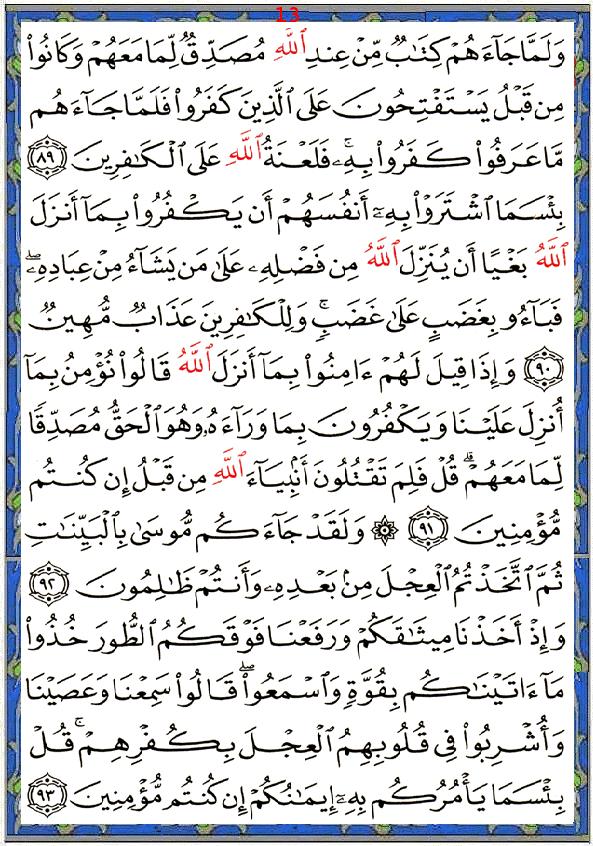 13
وَلَمَّا جَآءَهُمْ كِتَٰبٌ مِّنْ عِندِ ٱللَّهِ مُصَدِّقٌ لِّمَا مَعَهُمْ وَكَانُوا۟
مِن قَبْلُ يَسْتَفْتِحُونَ عَلَى ٱلَّذِينَ كَفَرُوا۟ فَلَمَّا جَآءَهُم
مَّا عَرَفُوا۟ كَفَرُوا۟ بِهِۦ ۚ فَلَعْنَةُ ٱللَّهِ عَلَى ٱلْكَٰفِرِينَ ٨٩
بِئْسَمَا ٱشْتَرَوْا۟ بِهِۦٓ أَنفُسَهُمْ أَن يَكْفُرُوا۟ بِمَآ أَنزَلَ
ٱللَّهُ بَغْيًا أَن يُنَزِّلَ ٱللَّهُ مِن فَضْلِهِۦ عَلَىٰ مَن يَشَآءُ مِنْ عِبَادِهِۦ ۖ
فَبَآءُو بِغَضَبٍ عَلَىٰ غَضَبٍ ۚ وَلِلْكَٰفِرِينَ عَذَابٌ مُّهِينٌ
٩٠ وَإِذَا قِيلَ لَهُمْ ءَامِنُوا۟ بِمَآ أَنزَلَ ٱللَّهُ قَالُوا۟ نُؤْمِنُ بِمَآ
أُنزِلَ عَلَيْنَا وَيَكْفُرُونَ بِمَا وَرَآءَهُۥ وَهُوَ ٱلْحَقُّ مُصَدِّقًا
لِّمَا مَعَهُمْ ۗ قُلْ فَلِمَ تَقْتُلُونَ أَنۢبِيَآءَ ٱللَّهِ مِن قَبْلُ إِن كُنتُم
مُّؤْمِنِينَ ٩١ ۞ وَلَقَدْ جَآءَكُم مُّوسَىٰ بِٱلْبَيِّنَٰتِ
ثُمَّ ٱتَّخَذْتُمُ ٱلْعِجْلَ مِنۢ بَعْدِهِۦ وَأَنتُمْ ظَٰلِمُونَ ٩٢
وَإِذْ أَخَذْنَا مِيثَٰقَكُمْ وَرَفَعْنَا فَوْقَكُمُ ٱلطُّورَ خُذُوا۟
مَآ ءَاتَيْنَٰكُم بِقُوَّةٍ وَٱسْمَعُوا۟ ۖ قَالُوا۟ سَمِعْنَا وَعَصَيْنَا
وَأُشْرِبُوا۟ فِى قُلُوبِهِمُ ٱلْعِجْلَ بِكُفْرِهِمْ ۚ قُلْ
بِئْسَمَا يَأْمُرُكُم بِهِۦٓ إِيمَٰنُكُمْ إِن كُنتُم مُّؤْمِنِينَ ٩٣